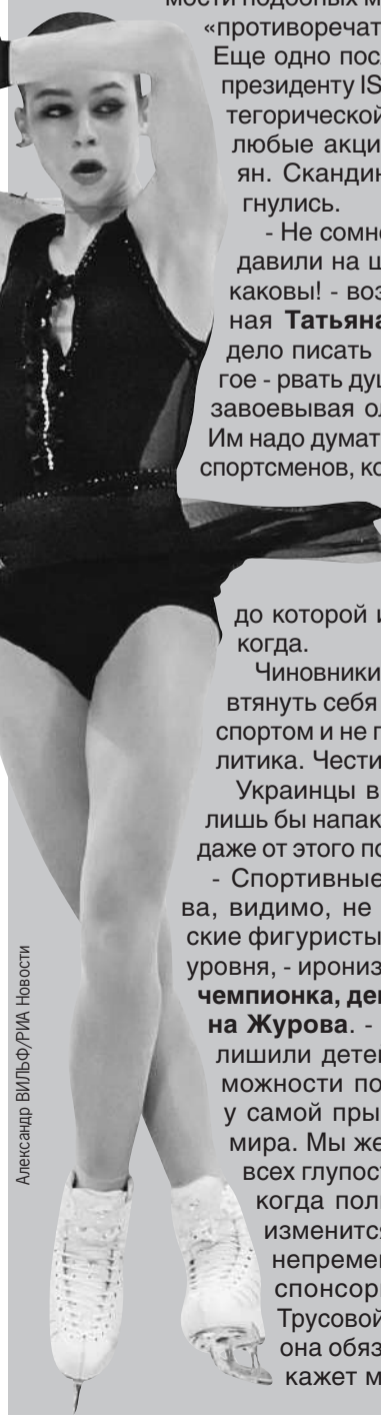 мости подобных м
«противоречат
Еще одно пос
президенту IS
тегорической
любые акци
ян. Скандин
гнулись.
- Не сомне
давили на ш
каковы! - воз
ная Татьяна
дело писать
гое - рвать ду
завоевывая ол
Им надо думат
спортсменов, ко
до которой и
когда.
Чиновники
втянуть себя
спортом и не п
литика. Чести
Украинцы в
лишь бы напак
даже от этого по
- Спортивные
ва, видимо, не
ские фигуристы
уровня, - ирониз
чемпионка, деп
на Журова. -
лишили дете
можности по
у самой пры
мира. Мы же
всех глупост
когда пол
изменится
непремен
спонсор
Трусовой
она обяз
кажет м
Александр ВИЛЬФ/РИА Новости